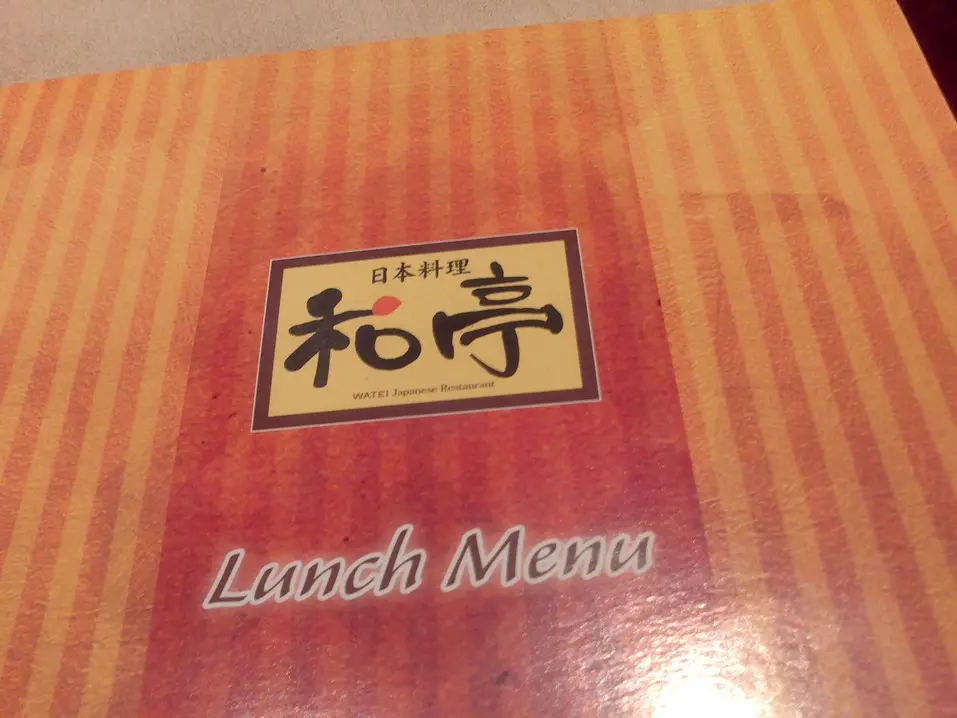 日本料理
和亭
WATEI Japanese Restaurant
Lunch Menu